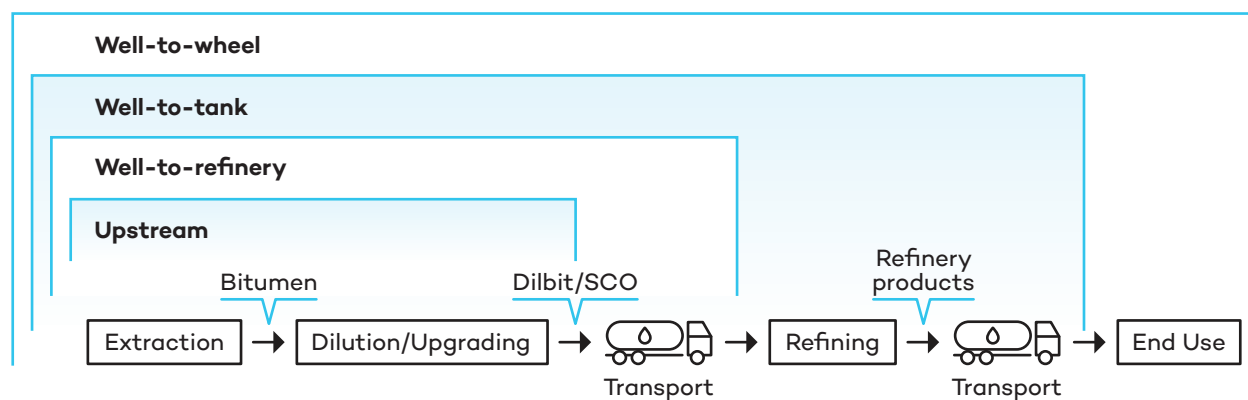 Well-to-wheel
Well-to-tank
Well-to-refinery
Upstream
Bitumen
Dilbit/SCO
Refinery
products
Extraction
Dilution/Upgrading
Refining
End Use
Transport
Transport